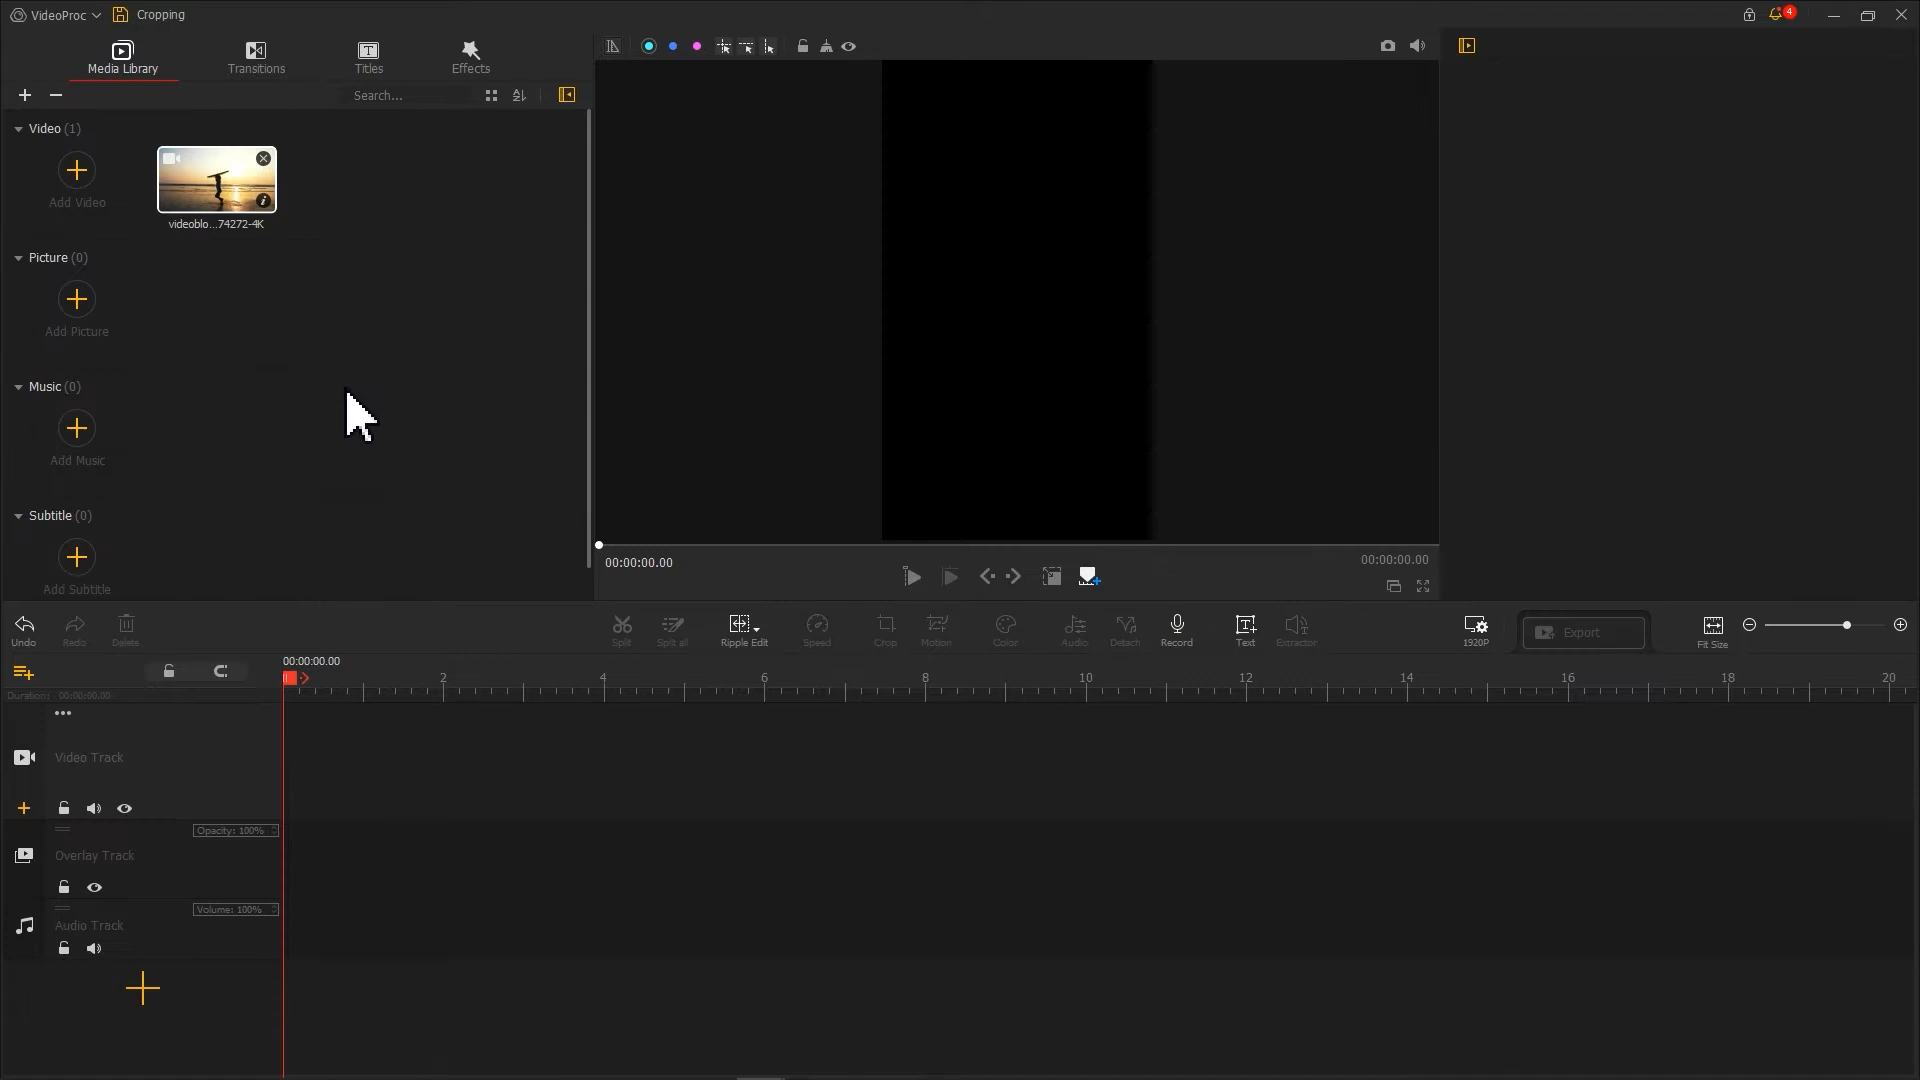 VideoProc Cropping 4
Media Library Transitions Titles Effects
Search...
Video (1)
Add Video
videoblo...74272-4K
Picture (0)
Add Picture
Music (0)
Add Music
Subtitle (0)
Add Subtitle
00:00:00.00 00:00:00.00
Undo Redo Delete Split Split all Ripple Edit Speed Crop Motion Color Audio Detach Record Text Extractor 1920P Export Fit Size
00:00:00.00
2 4 6 8 10 12 14 16 18 20
Duration: 00:00:00.00
Video Track
Opacity: 100%
Overlay Track
Volume: 100%
Audio Track